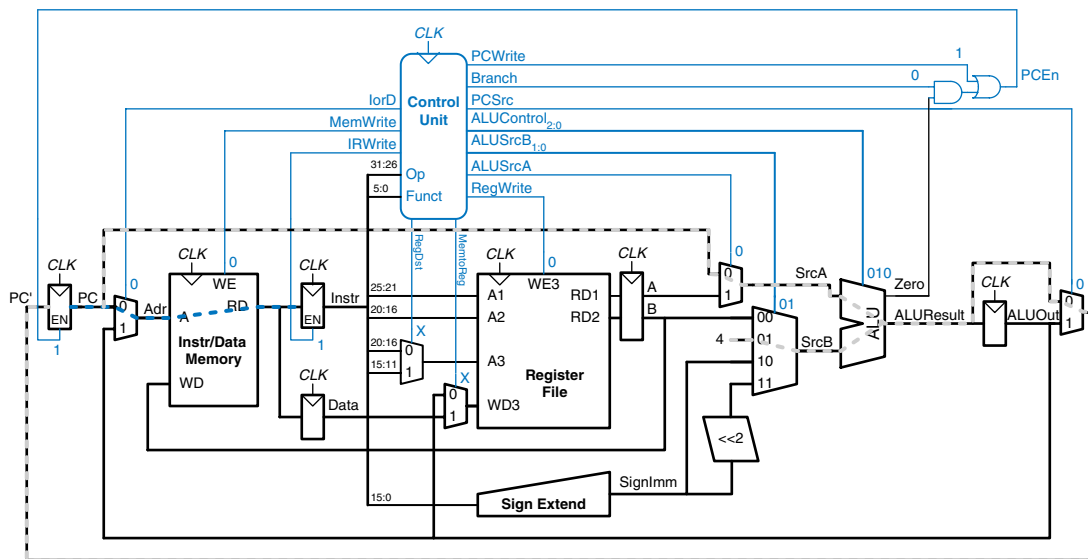 CLK
PCWrite
1
Branch
0
PCEn
IorD
Control
Unit
PCSrc
MemWrite
ALUControl2:0
IRWrite
ALUSrcB1:0
31:26
Op
ALUSrcA
5:0
Funct
RegWrite
RegDst
MemtoReg
CLK
CLK
CLK
CLK
CLK
CLK
0
0
1
0
0
0
01
010
0
PC'
PC
EN
1
0
1
Adr
A
WE
RD
Instr/Data
Memory
WD
EN
1
Instr
CLK
Data
25:21
20:16
20:16
15:11
X
0
1
X
0
1
A1
A2
A3
WD3
WE3
RD1
RD2
Register
File
A
B
0
1
SrcA
4
00
01
10
11
SrcB
ALU
Zero
ALUResult
ALUOut
0
1
<<2
15:0
Sign Extend
SignImm